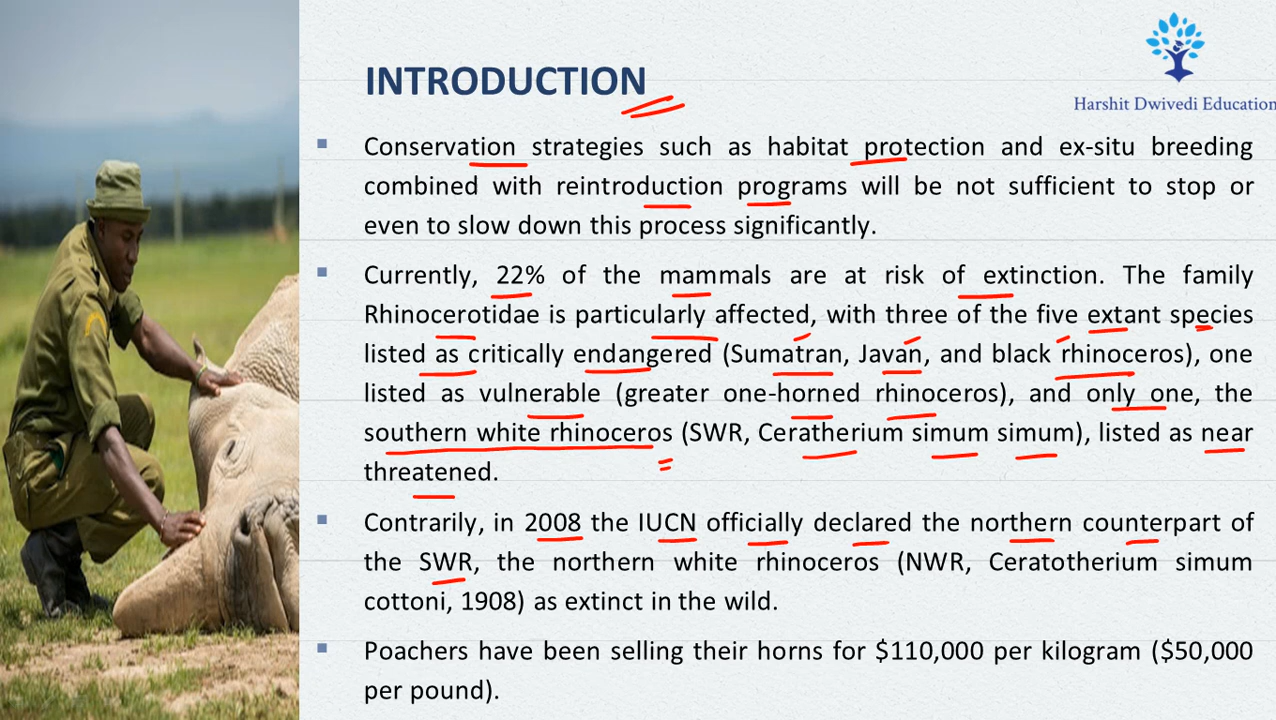 Harshit Dwivedi Education
INTRODUCTION
Conservation strategies such as habitat protection and ex-situ breeding
combined with reintroduction programs will be not sufficient to stop or
even to slow down this process significantly.
Currently, 22% of the mammals are at risk of extinction. The family
Rhinocerotidae is particularly affected, with three of the five extant species
listed as critically endangered (Sumatran, Javan, and black rhinoceros), one
listed as vulnerable (greater one-horned rhinoceros), and only one, the
southern white rhinoceros (SWR, Ceratherium simum simum), listed as near
threatened.
Contrarily, in 2008 the IUCN officially declared the northern counterpart of
the SWR, the northern white rhinoceros (NWR, Ceratotherium simum
cottoni, 1908) as extinct in the wild.
Poachers have been selling their horns for $110,000 per kilogram ($50,000
per pound).